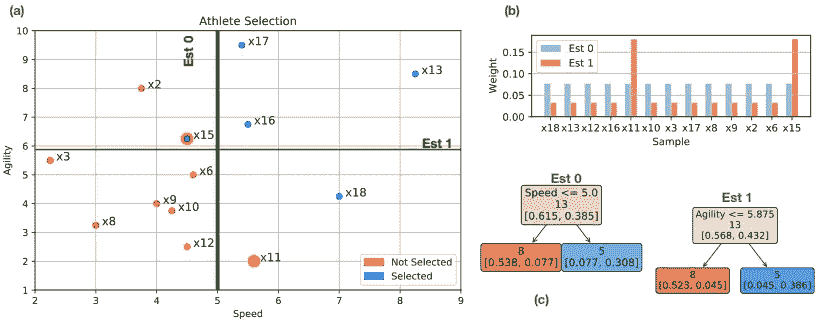 (a)
Athlete Selection
Est 0
x17
x13
x2
x16
x15
Est 1
x3
x6
x9
x10
x18
x8
x12
x11
Not Selected
Selected
Agility
10
9
8
7
6
5
4
3
2
1
2 3 4 5 6 7 8 9
Speed
(b)
Est 0
Est 1
Weight
0.15
0.10
0.05
0.00
x18 x13 x12 x16 x11 x10 x3 x17 x8 x9 x2 x6 x15
Sample
Est 0
Speed <= 5.0
13
[0.615, 0.385]
8
[0.538, 0.077]
5
[0.077, 0.308]
Est 1
Agility <= 5.875
13
[0.568, 0.432]
8
[0.523, 0.045]
5
[0.045, 0.386]
(c)